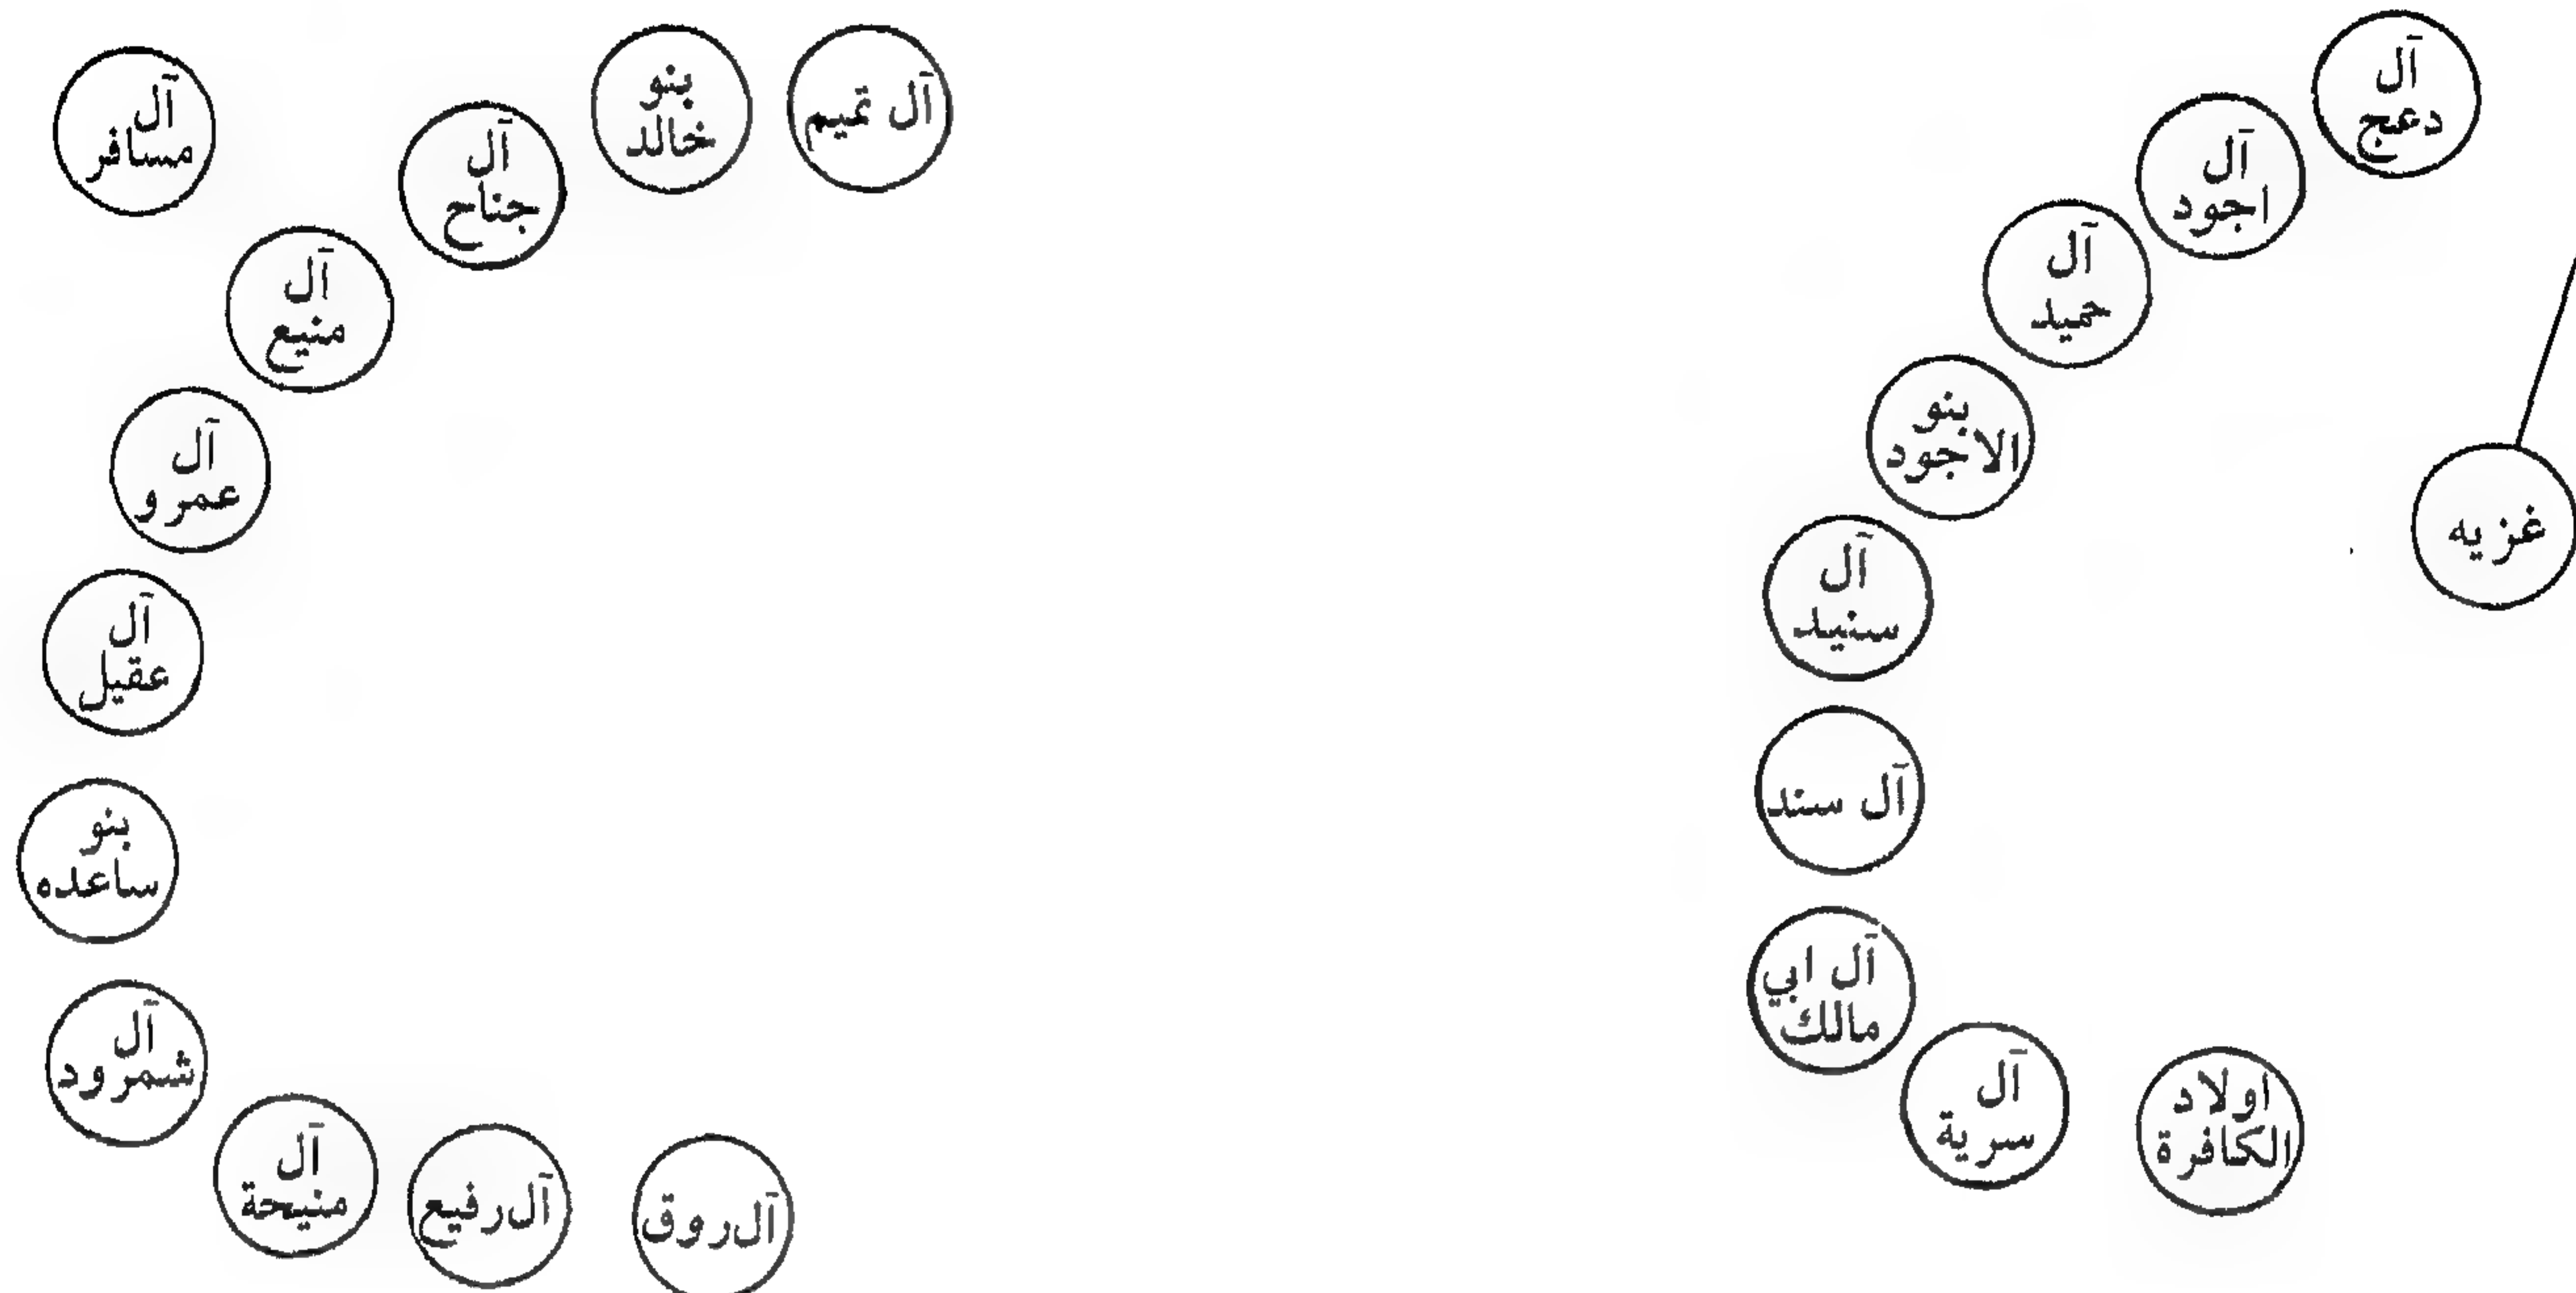 آل
دعج
آل
اجود
آل
حميد
بنو
الاجود
آل
سنيد
آل سند
آل ابي
مالك
آل
سرية
اولاد
الكافرة
غزيه
آل تميم
بنو
خالد
آل
جناح
آل
مسافر
آل
منيع
آل
عمرو
آل
عقيل
بنو
ساعده
آل
شمرود
آل
منيحة
آل رفيع
آل روق